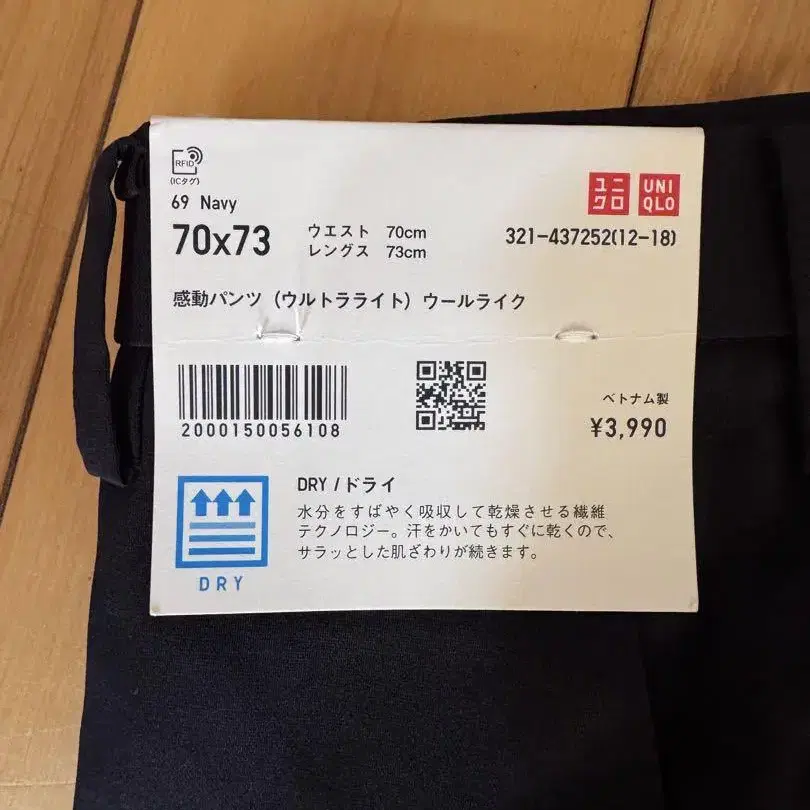 RFID
(ICタグ)
ユニ
クロ
UNI
QLO
69 Navy
70x73
ウエスト 70cm
レングス 73cm
321-437252(12-18)
感動パンツ（ウルトラライト）ウールライク
2000150056108
ベトナム製
¥3,990
DRY /ドライ
水分をすばやく吸収して乾燥させる繊維
テクノロジー。汗をかいてもすぐに乾くので、
サラッとした肌ざわりが続きます。
DRY